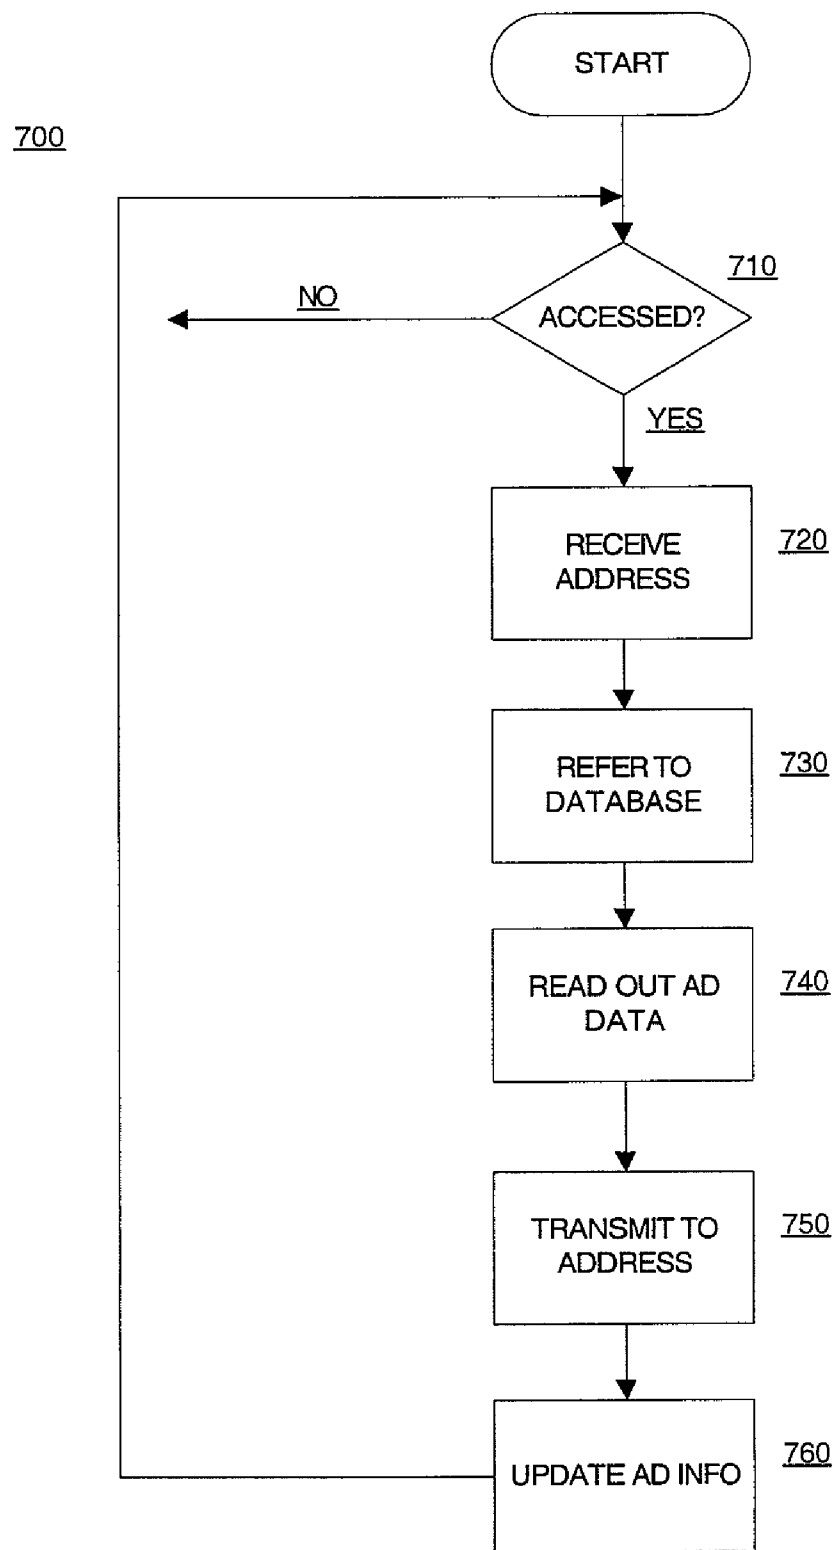 START
700
710
ACCESSED?
NO
YES
RECEIVE
ADDRESS
720
REFER TO
DATABASE
730
READ OUT AD
DATA
740
TRANSMIT TO
ADDRESS
750
UPDATE AD INFO
760